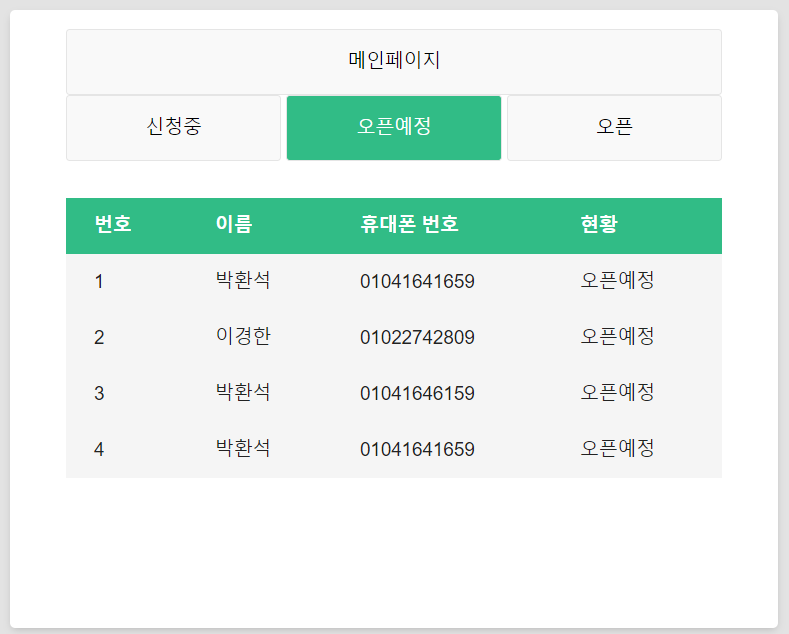 메인페이지
신청중 오픈예정 오픈
번호 이름 휴대폰 번호 현황
1 박환석 01041641659 오픈예정
2 이경한 01022742809 오픈예정
3 박환석 01041646159 오픈예정
4 박환석 01041641659 오픈예정